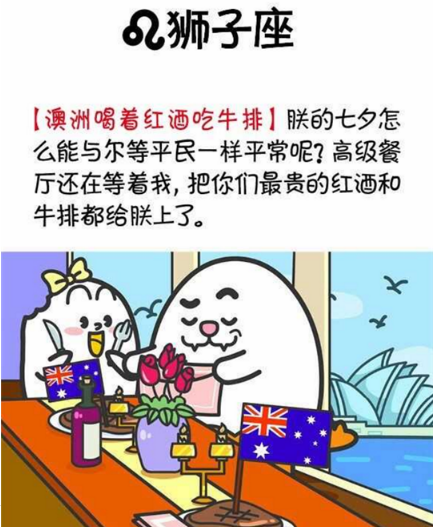 ♌狮子座
【澳洲喝着红酒吃牛排】朕的七夕怎
么能与尔等平民一样平常呢?高级餐
厅还在等着我,把你们最贵的红酒和
牛排都给朕上了。